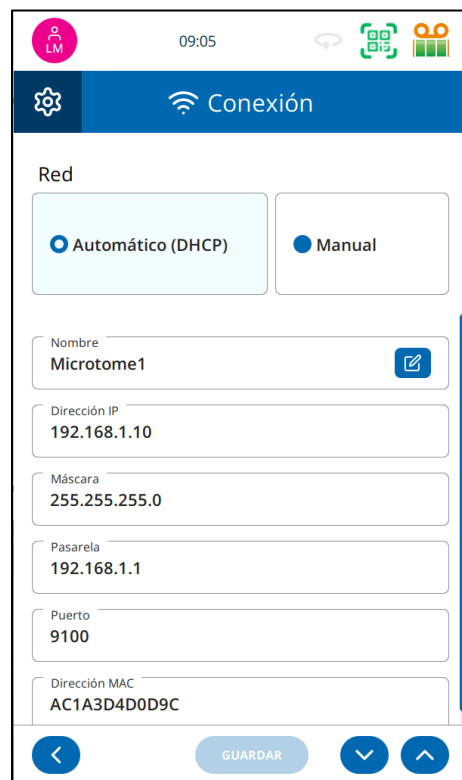 LM
09:05
Conexión
Red
Automático (DHCP)
Manual
Nombre
Microtome1
Dirección IP
192.168.1.10
Máscara
255.255.255.0
Pasarela
192.168.1.1
Puerto
9100
Dirección MAC
AC1A3D4D0D9C
GUARDAR